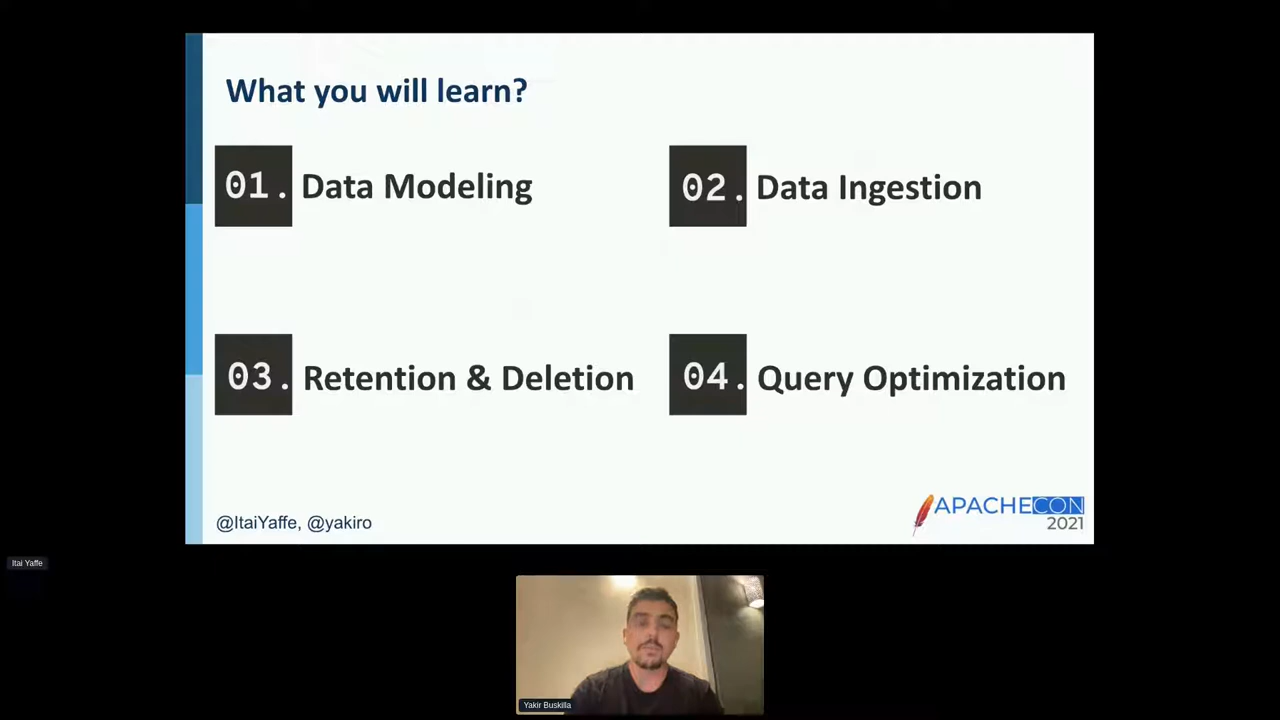 What you will learn?
01. Data Modeling
02. Data Ingestion
03. Retention & Deletion
04. Query Optimization
@ItaiYaffe, @yakiro
APACHECON
2021
Itai Yaffe
Yakir Buskilla